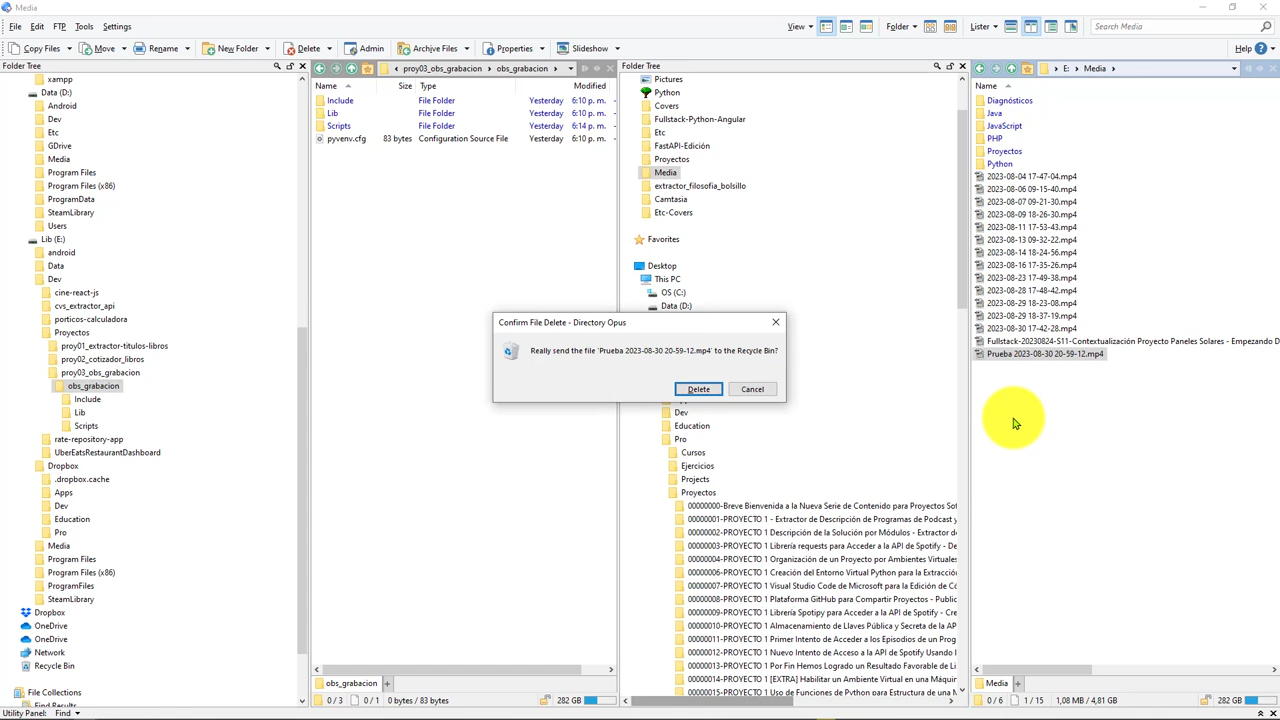 Media
File Edit FTP Tools Settings
View Folder Lister Search Media
Copy Files Move Rename New Folder Delete Admin Archive Files Properties Slideshow Help
Folder Tree
xampp
Data (D:)
Android
Dev
Etc
GDrive
Media
Program Files
Program Files (x86)
ProgramData
SteamLibrary
Users
Lib (E:)
android
Data
Dev
cine-react-js
cvs_extractor_api
porticos-calculadora
Proyectos
proy01_extractor-titulos-libros
proy02_cotizador_libros
proy03_obs_grabacion
obs_grabacion
Include
Lib
Scripts
rate-repository-app
UberEatsRestaurantDashboard
Dropbox
.dropbox.cache
Apps
Dev
Education
Pro
Media
Program Files
Program Files (x86)
ProgramFiles
SteamLibrary
Dropbox
OneDrive
OneDrive
Network
Recycle Bin
File Collections
Find Results
proy03_obs_grabacion obs_grabacion
Name Size Type Modified
Include File Folder Yesterday 6:10 p. m. -
Lib File Folder Yesterday 6:10 p. m. -
Scripts File Folder Yesterday 6:14 p. m. -
pyvenv.cfg 83 bytes Configuration Source File Yesterday 6:10 p. m. -
obs_grabacion
0 / 3 0 / 1 0 bytes / 83 bytes 282 GB
Folder Tree
Pictures
Python
Covers
Fullstack-Python-Angular
Etc
FastAPI-Edición
Proyectos
Media
extractor_filosofia_bolsillo
Camtasia
Etc-Covers
Favorites
Desktop
This PC
OS (C:)
Data (D:)
Confirm File Delete - Directory Opus
Really send the file 'Prueba 2023-08-30 20-59-12.mp4' to the Recycle Bin?
Delete Cancel
Dev
Education
Pro
Cursos
Ejercicios
Projects
Proyectos
00000000-Breve Bienvenida a la Nueva Serie de Contenido para Proyectos Sof
00000001-PROYECTO 1 - Extractor de Descripción de Programas de Podcast y
00000002-PROYECTO 1 Descripción de la Solución por Módulos - Extractor de
00000003-PROYECTO 1 Librería requests para Acceder a la API de Spotify - De
00000004-PROYECTO 1 Organización de un Proyecto por Ambientes Virtuales
00000006-PROYECTO 1 Creación del Entorno Virtual Python para la Extracción
00000007-PROYECTO 1 Visual Studio Code de Microsoft para la Edición de Có
00000008-PROYECTO 1 Plataforma GitHub para Compartir Proyectos - Public
00000009-PROYECTO 1 Librería Spotipy para Acceder a la API de Spotify - Cre
00000010-PROYECTO 1 Almacenamiento de Llaves Pública y Secreta de la AP
00000011-PROYECTO 1 Primer Intento de Acceder a los Episodios de un Prog
00000012-PROYECTO 1 Nuevo Intento de Acceso a la API de Spotify Usando l
00000013-PROYECTO 1 Por Fin Hemos Logrado un Resultado Favorable de l
00000014-PROYECTO 1 [EXTRA] Habilitar un Ambiente Virtual en una Máquin
00000015-PROYECTO 1 Uso de Funciones de Python para Estructura de una M
E: Media
Name
Diagnósticos
Java
JavaScript
PHP
Proyectos
Python
2023-08-04 17-47-04.mp4
2023-08-06 09-15-40.mp4
2023-08-07 09-21-30.mp4
2023-08-09 18-26-30.mp4
2023-08-11 17-53-43.mp4
2023-08-13 09-32-22.mp4
2023-08-14 18-24-56.mp4
2023-08-16 17-35-26.mp4
2023-08-23 17-49-38.mp4
2023-08-28 17-48-42.mp4
2023-08-29 18-23-08.mp4
2023-08-29 18-37-19.mp4
2023-08-30 17-42-28.mp4
Fullstack-20230824-S11-Contextualización Proyecto Paneles Solares - Empezando D
Prueba 2023-08-30 20-59-12.mp4
Media
0 / 6 1 / 15 1,08 MB / 4,81 GB 282 GB
Utility Panel: Find